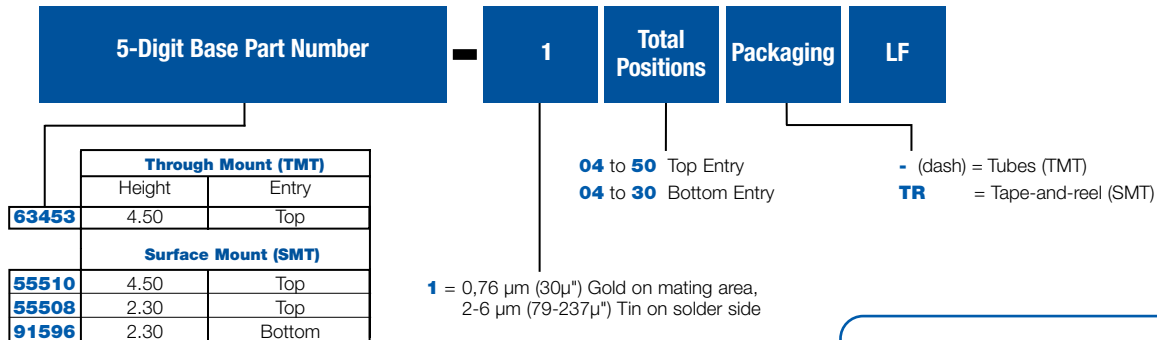 5-Digit Base Part Number - 1 Total Positions Packaging LF
Through Mount (TMT)
Height Entry
63453 4.50 Top
Surface Mount (SMT)
55510 4.50 Top
55508 2.30 Top
91596 2.30 Bottom
1 = 0,76 µm (30µ") Gold on mating area,
2-6 µm (79-237µ") Tin on solder side
04 to 50 Top Entry
04 to 30 Bottom Entry
- (dash) = Tubes (TMT)
TR = Tape-and-reel (SMT)